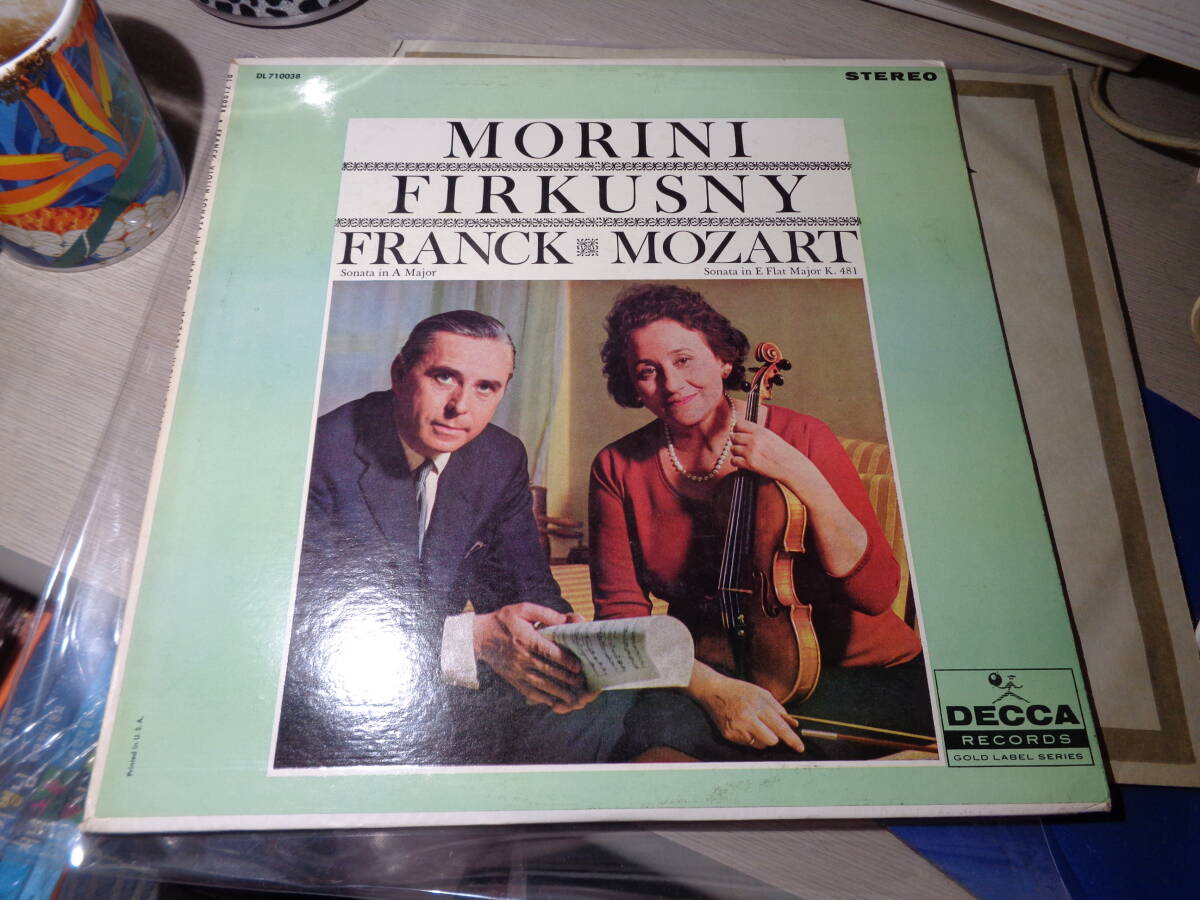 DL 710038
STEREO
MORINI
FIRKUSNY
FRANCK MOZART
Sonata in A Major
Sonata in E Flat Major K. 481
DECCA
RECORDS
GOLD LABEL SERIES
Printed in U.S.A.